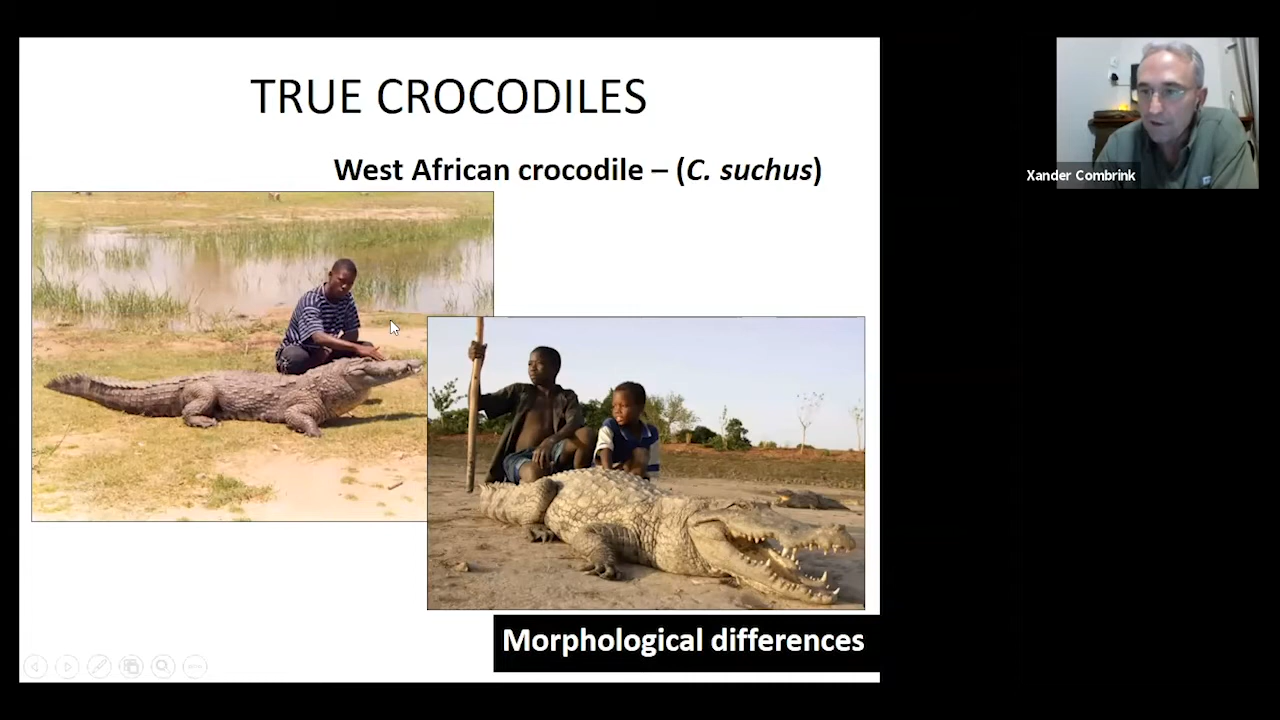 TRUE CROCODILES
West African crocodile – (C. suchus)
Xander Combrink
Morphological differences